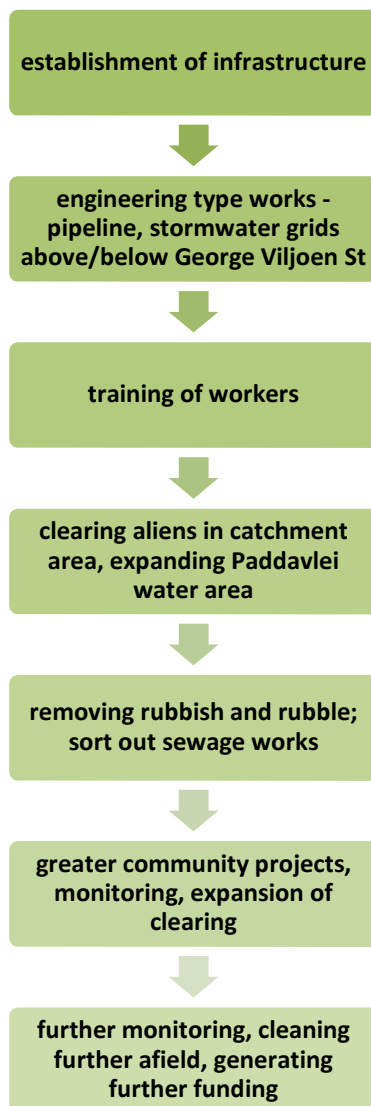 establishment of infrastructure
engineering type works -
pipeline, stormwater grids
above/below George Viljoen St
training of workers
clearing aliens in catchment
area, expanding Paddavlei
water area
removing rubbish and rubble;
sort out sewage works
greater community projects,
monitoring, expansion of
clearing
further monitoring, cleaning
further afield, generating
further funding